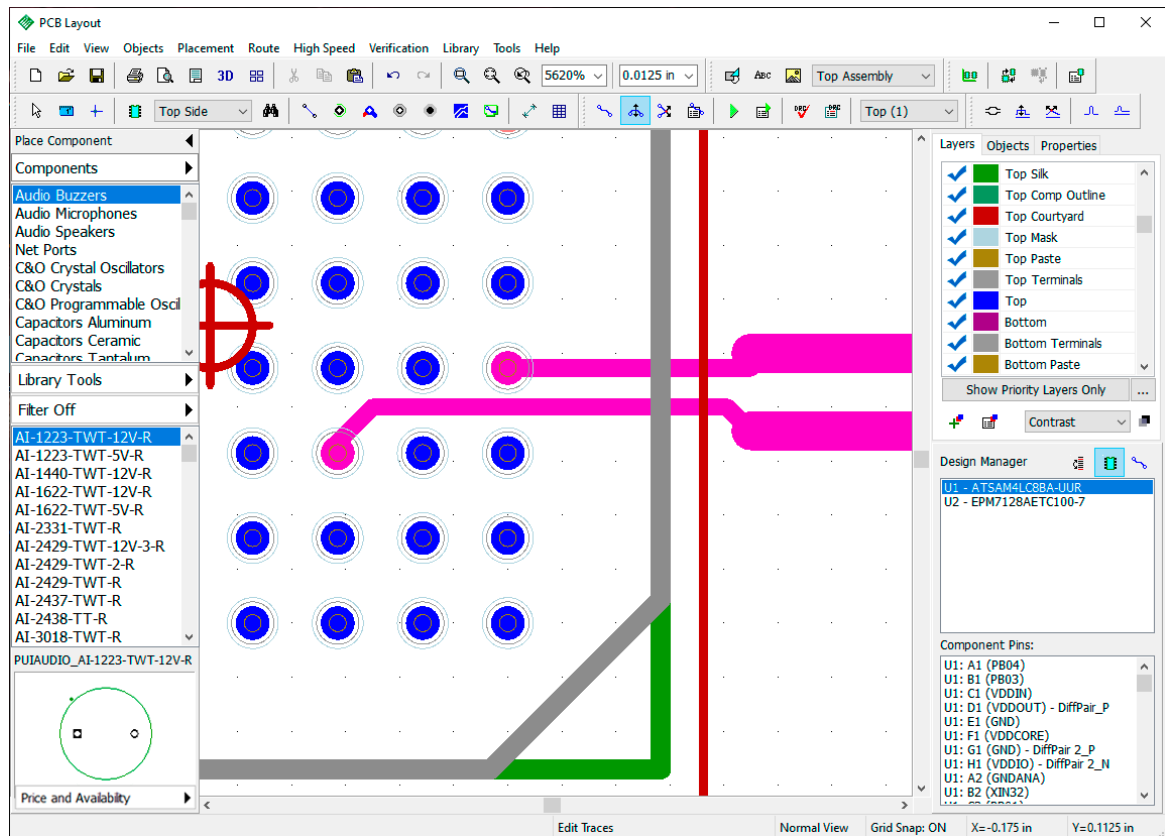 PCB Layout
File Edit View Objects Placement Route High Speed Verification Library Tools Help
3D 5620% 0.0125 in ABC Top Assembly
Top Side DRV DRC Top (1)
Place Component
Components
Audio Buzzers
Audio Microphones
Audio Speakers
Net Ports
C&O Crystal Oscillators
C&O Crystals
C&O Programmable Oscil
Capacitors Aluminum
Capacitors Ceramic
Capacitors Tantalum
Library Tools
Filter Off
AI-1223-TWT-12V-R
AI-1223-TWT-5V-R
AI-1440-TWT-12V-R
AI-1622-TWT-12V-R
AI-1622-TWT-5V-R
AI-2331-TWT-R
AI-2429-TWT-12V-3-R
AI-2429-TWT-2-R
AI-2429-TWT-R
AI-2437-TWT-R
AI-2438-TT-R
AI-3018-TWT-R
PUIAUDIO_AI-1223-TWT-12V-R
Price and Availabilty
Layers Objects Properties
Top Silk
Top Comp Outline
Top Courtyard
Top Mask
Top Paste
Top Terminals
Top
Bottom
Bottom Terminals
Bottom Paste
Show Priority Layers Only ...
Contrast
Design Manager
U1 - ATSAM4LC8BA-UUR
U2 - EPM7128AETC100-7
Component Pins:
U1: A1 (PB04)
U1: B1 (PB03)
U1: C1 (VDDIN)
U1: D1 (VDDOUT) - DiffPair_P
U1: E1 (GND)
U1: F1 (VDDCORE)
U1: G1 (GND) - DiffPair 2_P
U1: H1 (VDDIO) - DiffPair 2_N
U1: A2 (GNDANA)
U1: B2 (XIN32)
Edit Traces Normal View Grid Snap: ON X=-0.175 in Y=0.1125 in